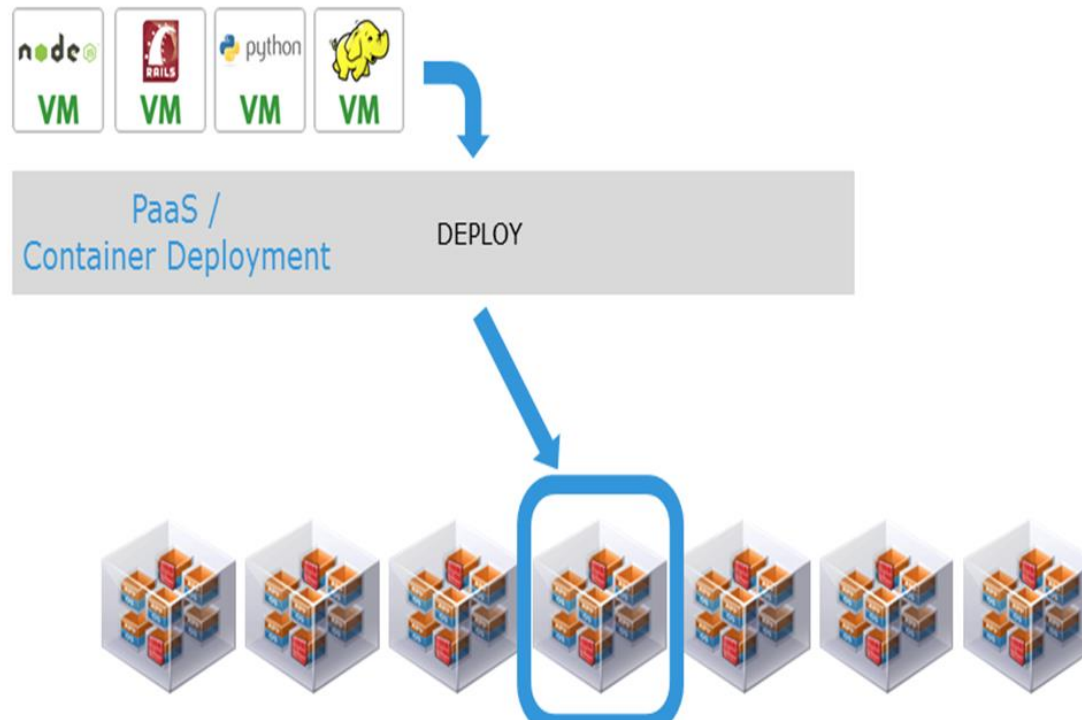 node
RAILS
python
VM
VM
VM
VM
PaaS /
Container Deployment
DEPLOY